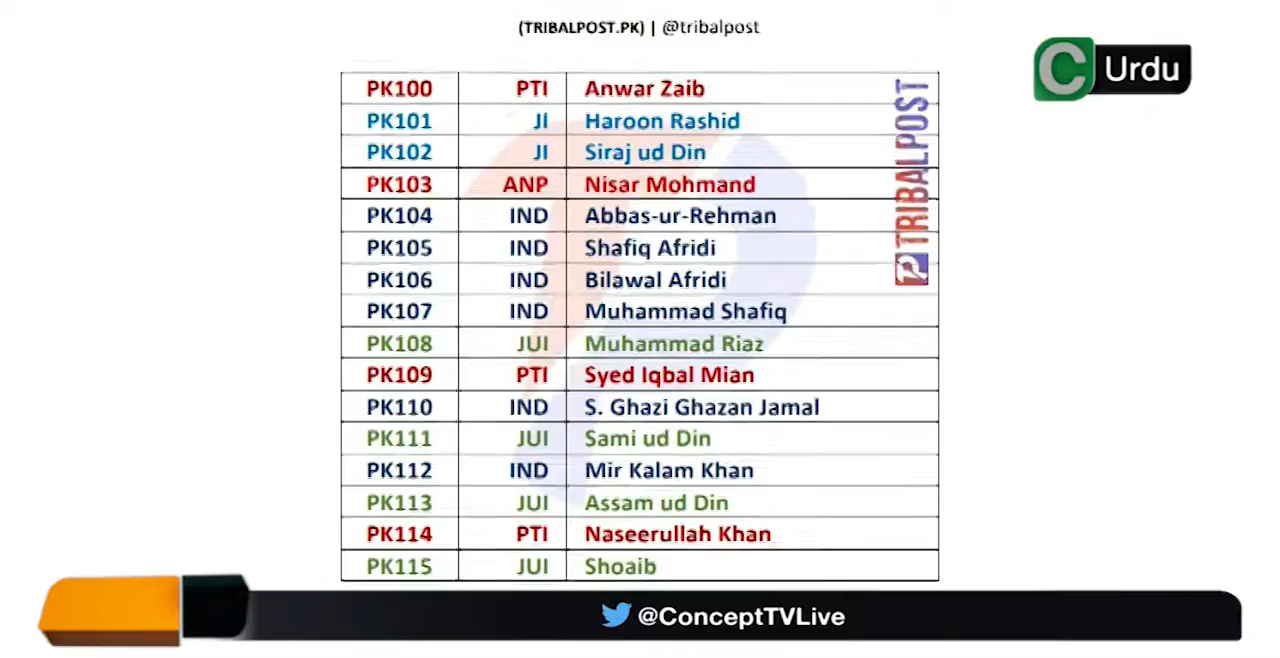 (TRIBALPOST.PK) | @tribalpost
C Urdu
PK100 PTI Anwar Zaib
PK101 JI Haroon Rashid
PK102 JI Siraj ud Din
PK103 ANP Nisar Mohmand
PK104 IND Abbas-ur-Rehman
PK105 IND Shafiq Afridi
PK106 IND Bilawal Afridi
PK107 IND Muhammad Shafiq
PK108 JUI Muhammad Riaz
PK109 PTI Syed Iqbal Mian
PK110 IND S. Ghazi Ghazan Jamal
PK111 JUI Sami ud Din
PK112 IND Mir Kalam Khan
PK113 JUI Assam ud Din
PK114 PTI Naseerullah Khan
PK115 JUI Shoaib
TRIBALPOST
@ConceptTVLive